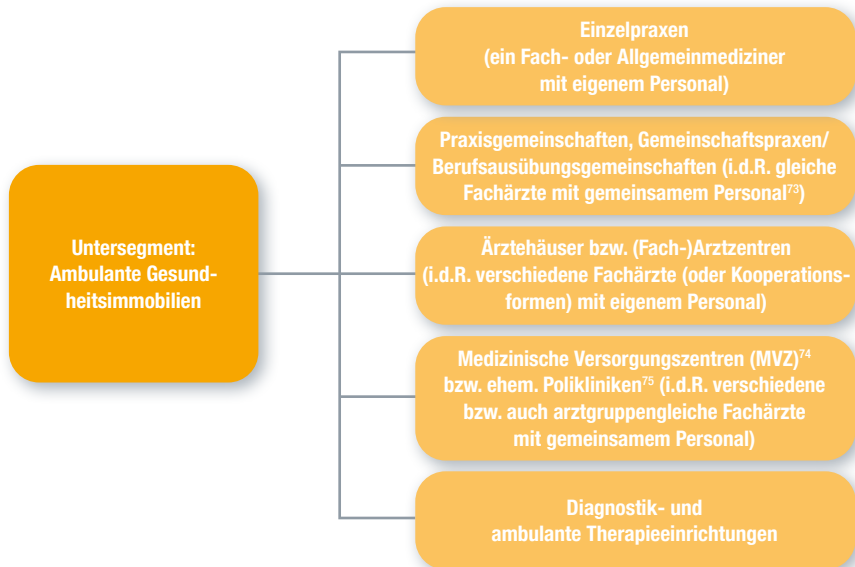 Untersegment:
Ambulante Gesund-
heitsimmobilien
Einzelpraxen
(ein Fach- oder Allgemeinmediziner
mit eigenem Personal)
Praxisgemeinschaften, Gemeinschaftspraxen/
Berufsausübungsgemeinschaften (i.d.R. gleiche
Fachärzte mit gemeinsamem Personal⁷³)
Ärztehäuser bzw. (Fach-)Arztzentren
(i.d.R. verschiedene Fachärzte (oder Kooperations-
formen) mit eigenem Personal)
Medizinische Versorgungszentren (MVZ)⁷⁴
bzw. ehem. Polikliniken⁷⁵ (i.d.R. verschiedene
bzw. auch arztgruppengleiche Fachärzte
mit gemeinsamem Personal)
Diagnostik- und
ambulante Therapieeinrichtungen